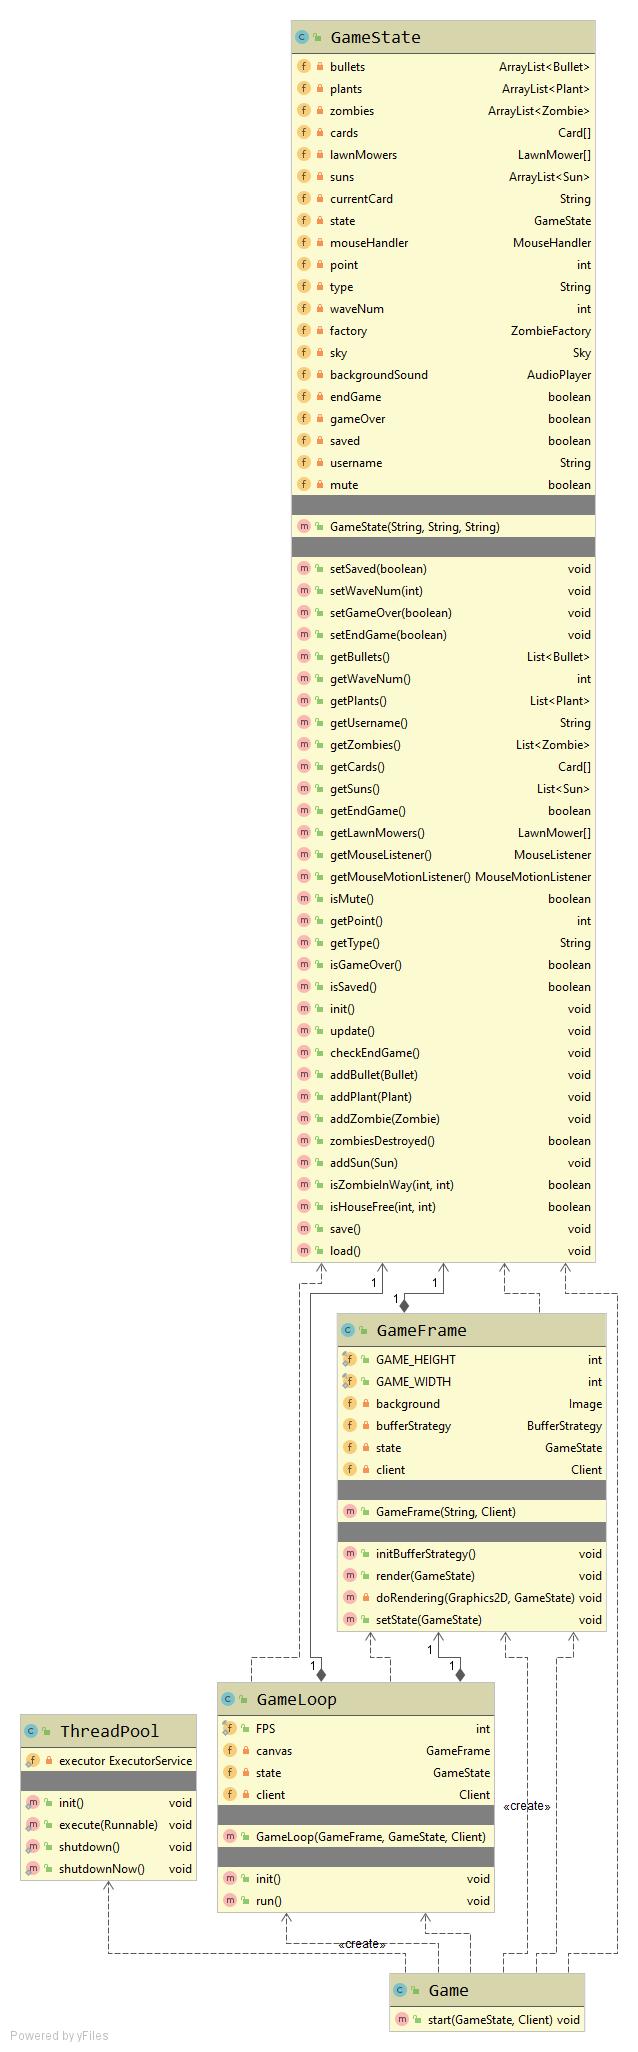 GameState
bullets ArrayList<Bullet>
plants ArrayList<Plant>
zombies ArrayList<Zombie>
cards Card[]
lawnMowers LawnMower[]
suns ArrayList<Sun>
currentCard String
state GameState
mouseHandler MouseHandler
point int
type String
waveNum int
factory ZombieFactory
sky Sky
backgroundSound AudioPlayer
endGame boolean
gameOver boolean
saved boolean
username String
mute boolean
GameState(String, String, String)
setSaved(boolean) void
setWaveNum(int) void
setGameOver(boolean) void
setEndGame(boolean) void
getBullets() List<Bullet>
getWaveNum() int
getPlants() List<Plant>
getUsername() String
getZombies() List<Zombie>
getCards() Card[]
getSuns() List<Sun>
getEndGame() boolean
getLawnMowers() LawnMower[]
getMouseListener() MouseListener
getMouseMotionListener() MouseMotionListener
isMute() boolean
getPoint() int
getType() String
isGameOver() boolean
isSaved() boolean
init() void
update() void
checkEndGame() void
addBullet(Bullet) void
addPlant(Plant) void
addZombie(Zombie) void
zombiesDestroyed() boolean
addSun(Sun) void
isZombieInWay(int, int) boolean
isHouseFree(int, int) boolean
save() void
load() void
1 1
1
GameFrame
GAME_HEIGHT int
GAME_WIDTH int
background Image
bufferStrategy BufferStrategy
state GameState
client Client
GameFrame(String, Client)
initBufferStrategy() void
render(GameState) void
doRendering(Graphics2D, GameState) void
setState(GameState) void
1
1 1
GameLoop
FPS int
canvas GameFrame
state GameState
client Client
GameLoop(GameFrame, GameState, Client)
init() void
run() void
ThreadPool
executor ExecutorService
init() void
execute(Runnable) void
shutdown() void
shutdownNow() void
«create»
«create»
Game
start(GameState, Client) void
Powered by yFiles